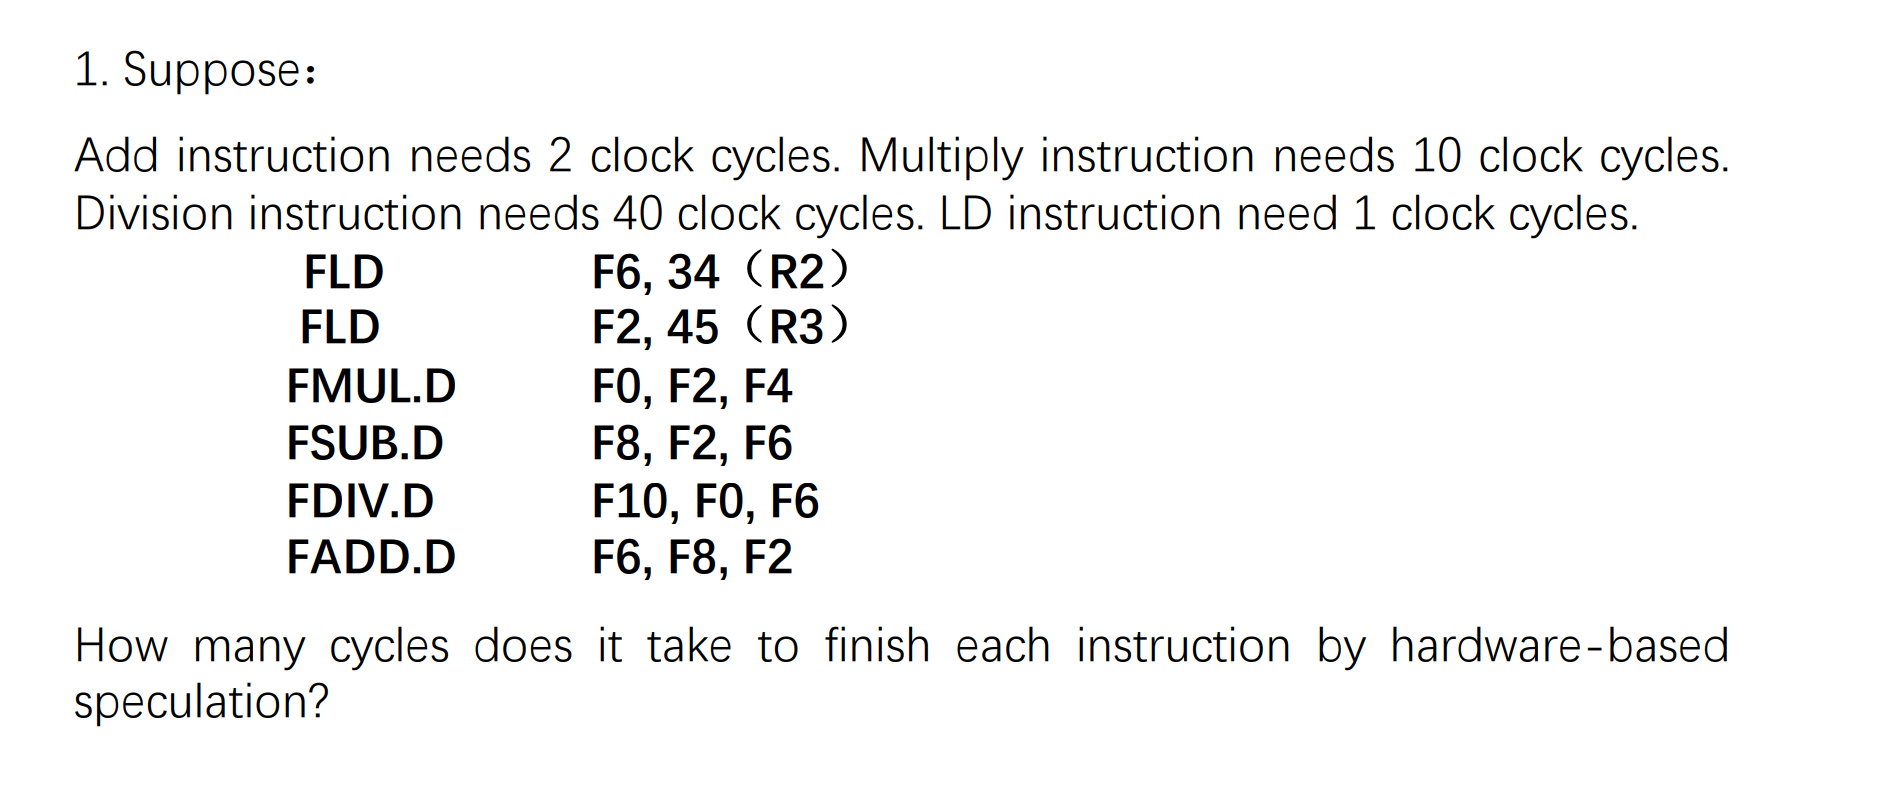 1. Suppose：
Add instruction needs 2 clock cycles. Multiply instruction needs 10 clock cycles.
Division instruction needs 40 clock cycles. LD instruction need 1 clock cycles.
FLD F6, 34（R2）
FLD F2, 45（R3）
FMUL.D F0, F2, F4
FSUB.D F8, F2, F6
FDIV.D F10, F0, F6
FADD.D F6, F8, F2
How many cycles does it take to finish each instruction by hardware-based
speculation?